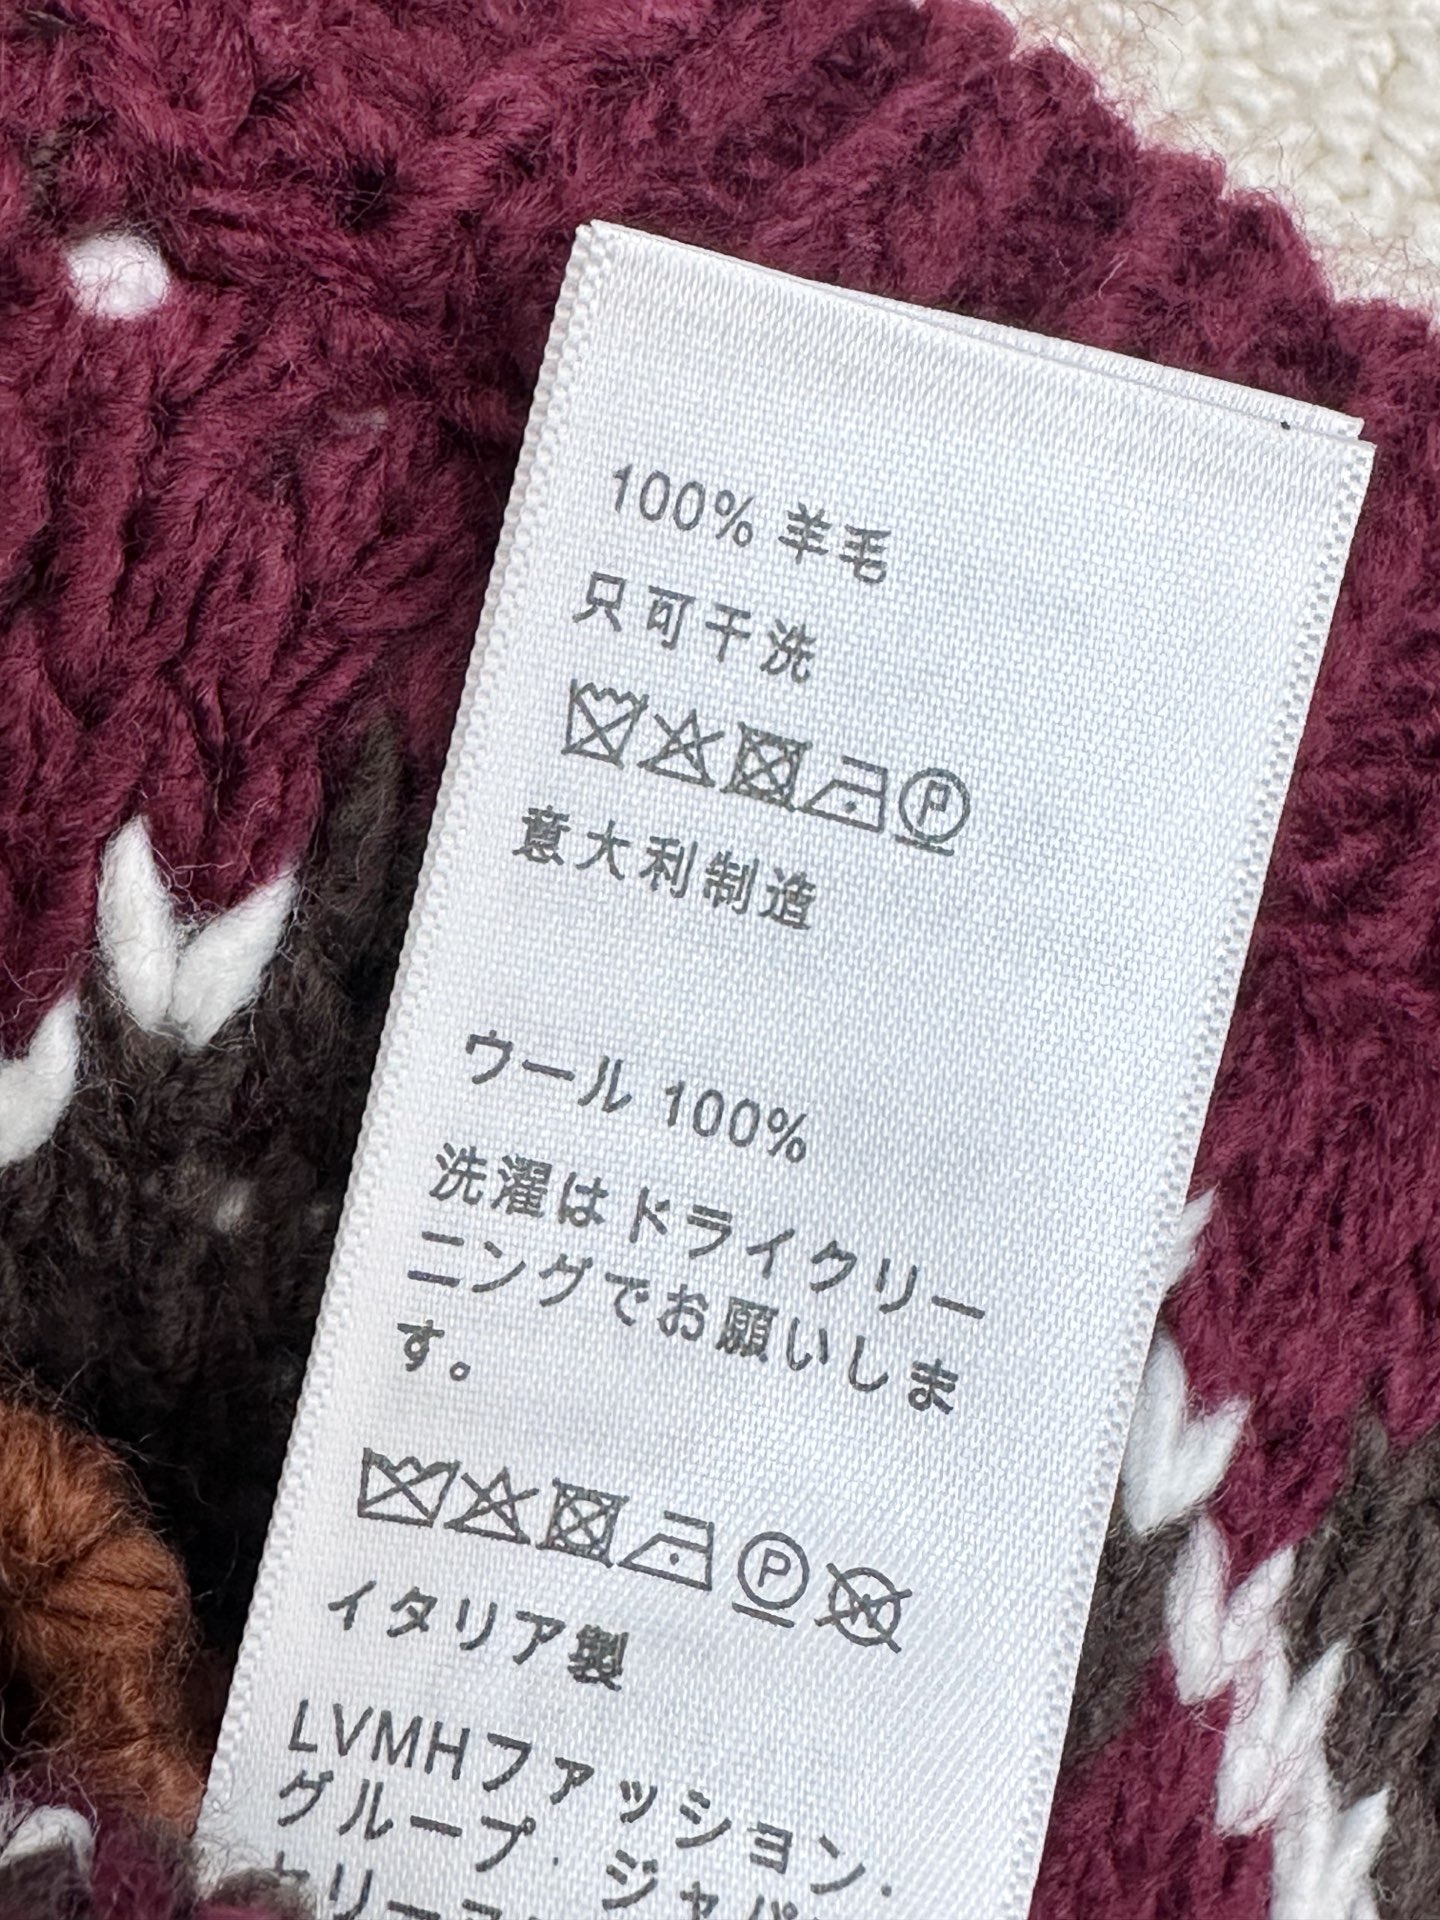 100% 羊毛
只可干洗
P
意大利制造
ウール 100%
洗濯はドライクリー
ニングでお願いしま
す。
P W
イタリア製
LVMHファッション・
グループ・ジャパ